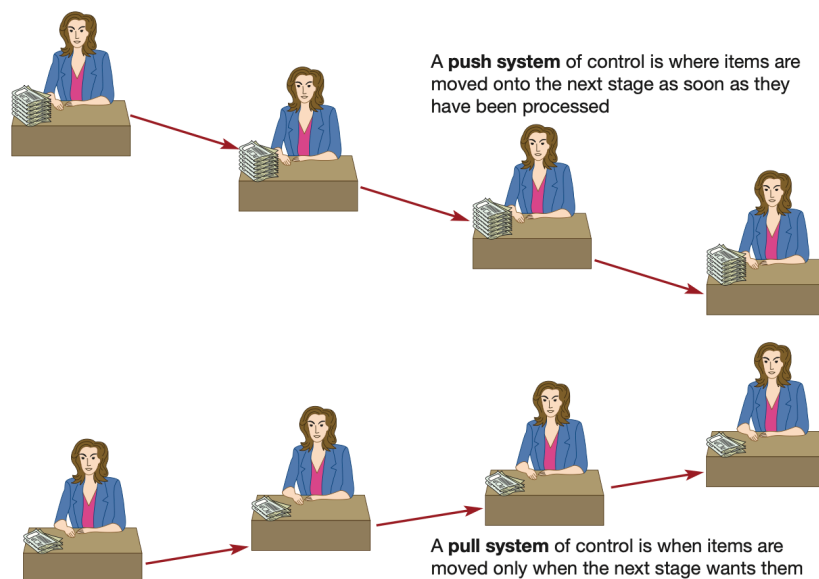 A push system of control is where items are
moved onto the next stage as soon as they
have been processed
A pull system of control is when items are
moved only when the next stage wants them